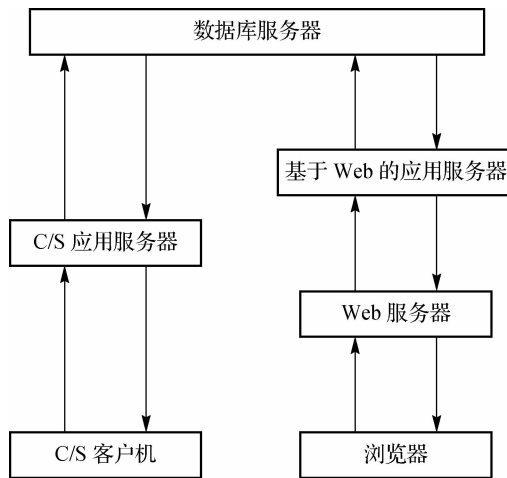 数据库服务器
基于 Web 的应用服务器
C/S 应用服务器
Web 服务器
C/S 客户机
浏览器